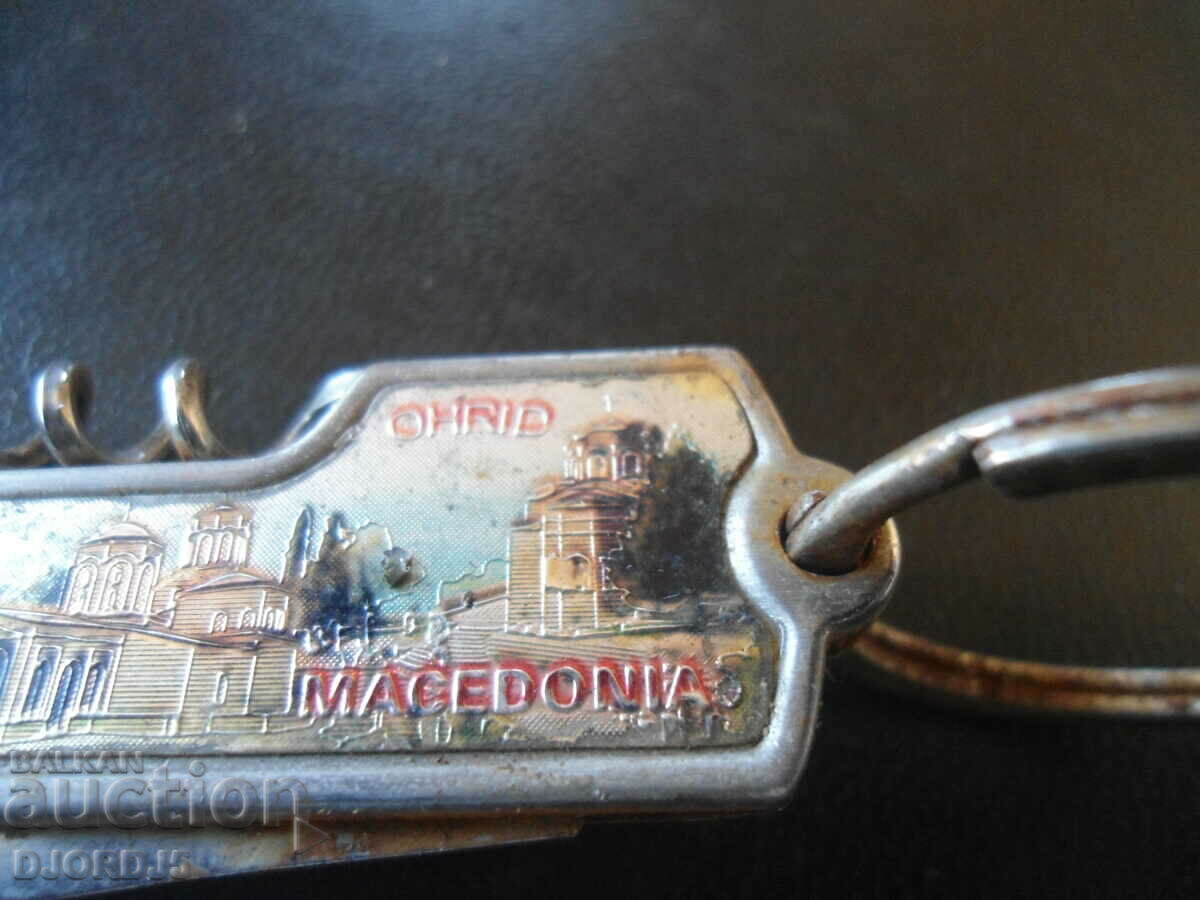 OHRID
MACEDONIA
BALKAN
auction
DJORDJ5